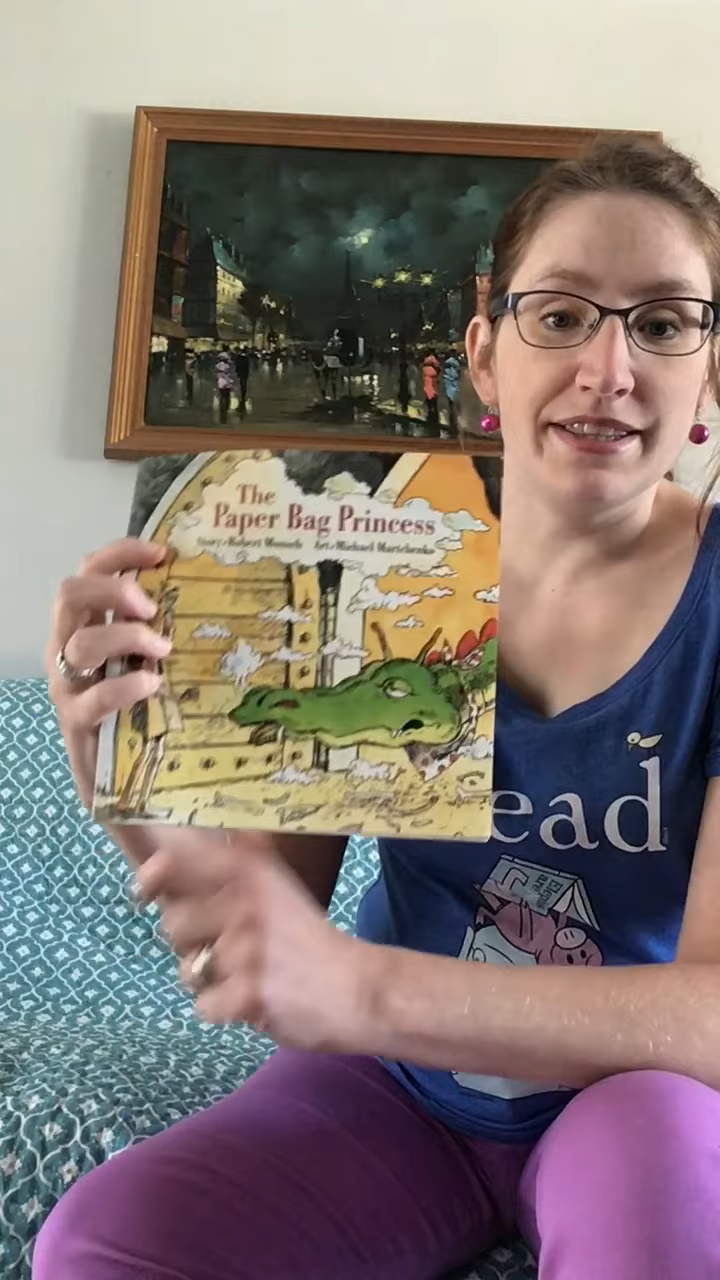 The
Paper Bag Princess
Story • Robert Munsch Art • Michael Martchenko
ead